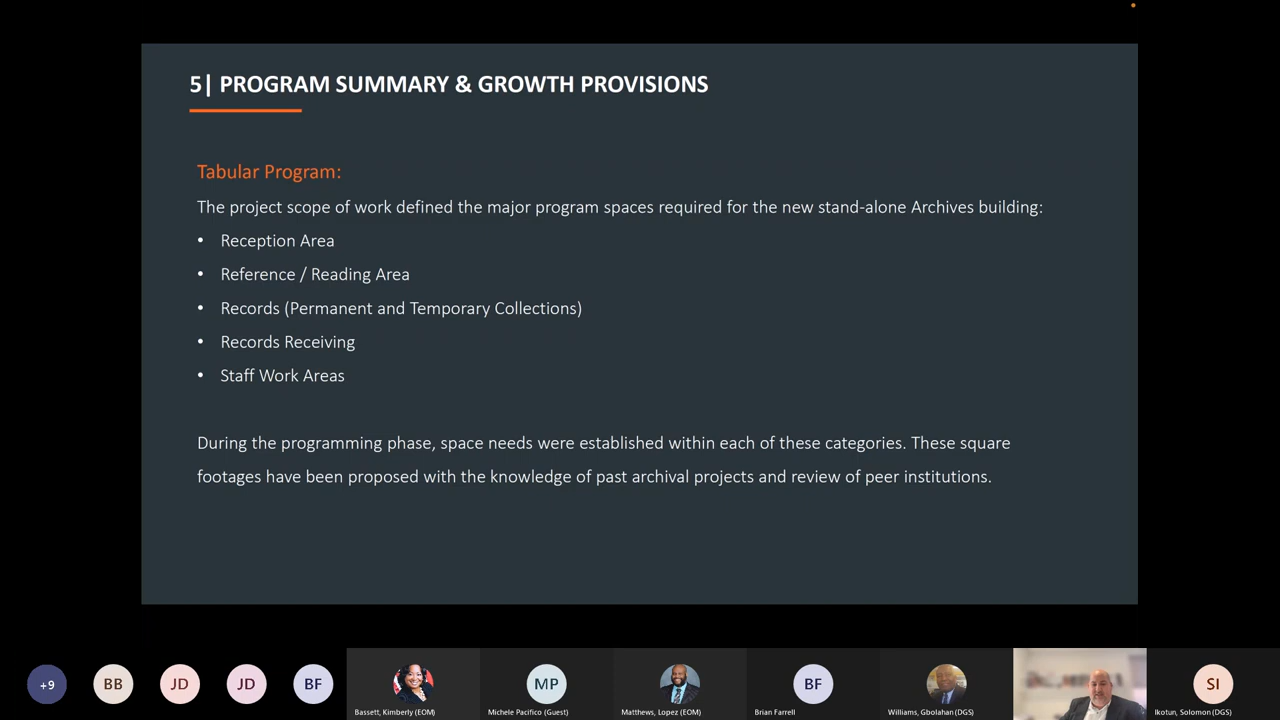 5| PROGRAM SUMMARY & GROWTH PROVISIONS
Tabular Program:
The project scope of work defined the major program spaces required for the new stand-alone Archives building:
• Reception Area
• Reference / Reading Area
• Records (Permanent and Temporary Collections)
• Records Receiving
• Staff Work Areas
During the programming phase, space needs were established within each of these categories. These square
footages have been proposed with the knowledge of past archival projects and review of peer institutions.
+9 BB JD JD BF MP BF SI
Bassett, Kimberly (EOM) Michele Pacifico (Guest) Matthews, Lopez (EOM) Brian Farrell Williams, Gbolahan (DGS) Ikotun, Solomon (DGS)